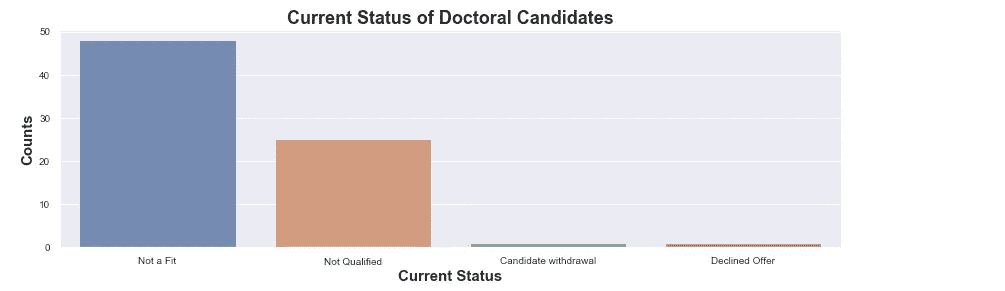 Current Status of Doctoral Candidates
Counts
50
40
30
20
10
0
Not a Fit
Not Qualified
Candidate withdrawal
Declined Offer
Current Status